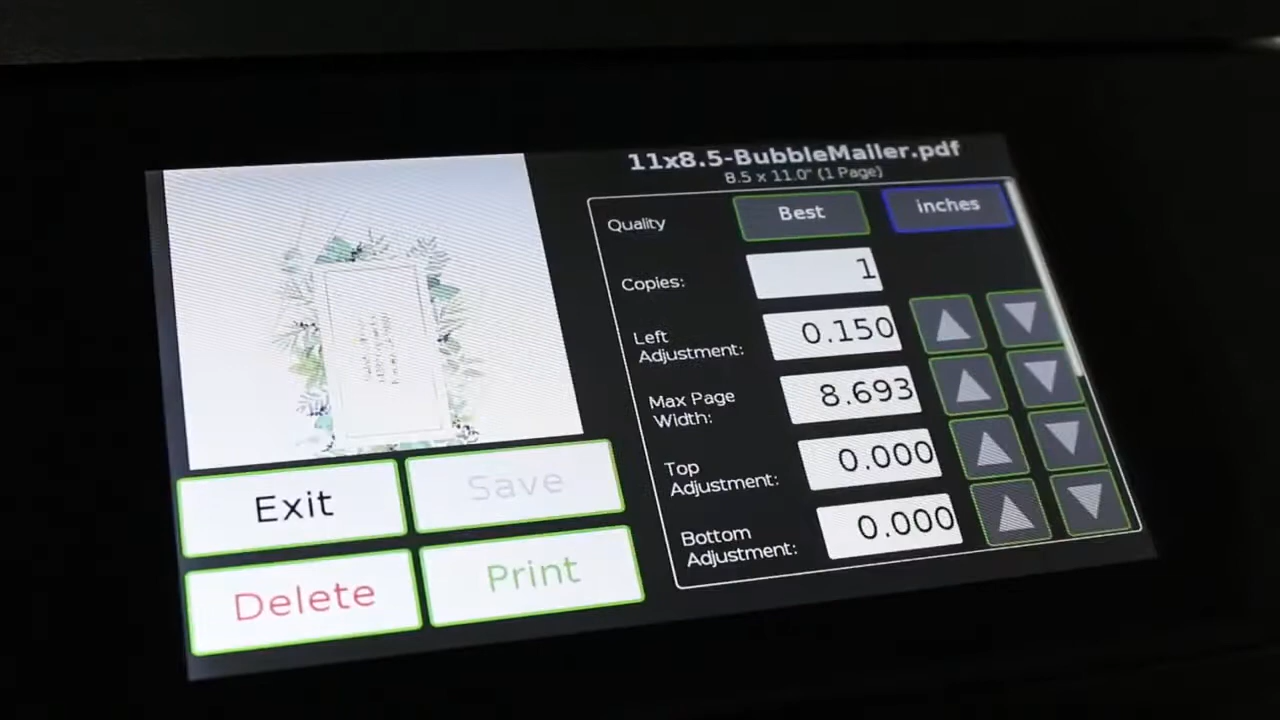 11x8.5-BubbleMailer.pdf
8.5 x 11.0" (1 Page)
Quality
Best
inches
Copies:
1
Left
Adjustment:
0.150
Max Page
Width:
8.693
Top
Adjustment:
0.000
Bottom
Adjustment:
0.000
Exit
Save
Delete
Print